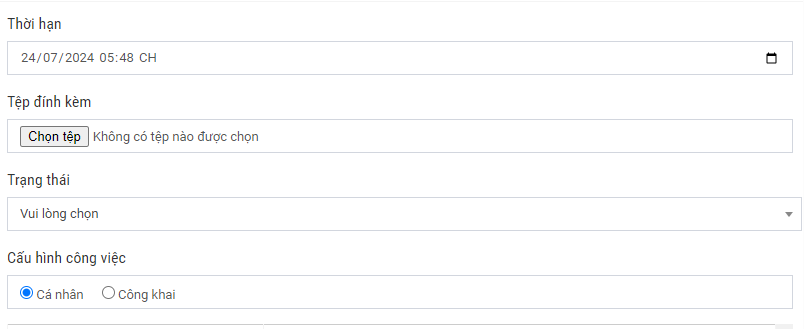 Thời hạn
24/07/2024 05:48 CH
Tệp đính kèm
Chọn tệp Không có tệp nào được chọn
Trạng thái
Vui lòng chọn
Cấu hình công việc
Cá nhân Công khai